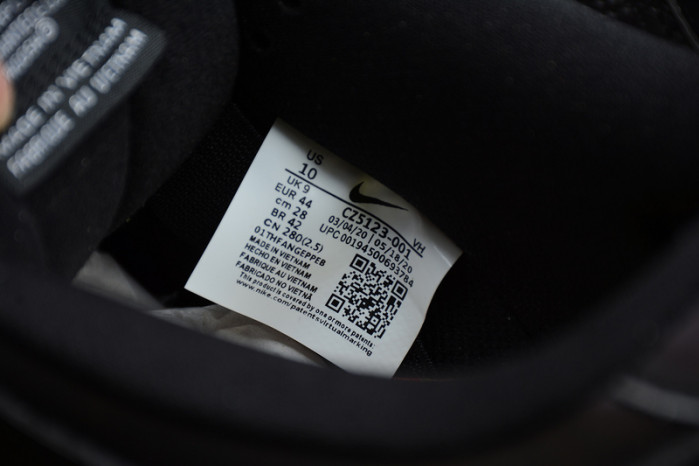 MADE IN VIETNAM
FABRIQUE AU VIETNAM
US
10
UK 9
EUR 44
cm 28
BR 42
CN 280(2.5)
01THFANGEPPEB
MADE IN VIETNAM
HECHO EN VIETNAM
FABRIQUE AU VIETNAM
FABRICADO NO VIETNÃ
This product is covered by one or more patents:
www.nike.com/patentsvirtualmarking
CZ5123-001 VH
03/04/20 | 05/18/20
UPC 00194500693784